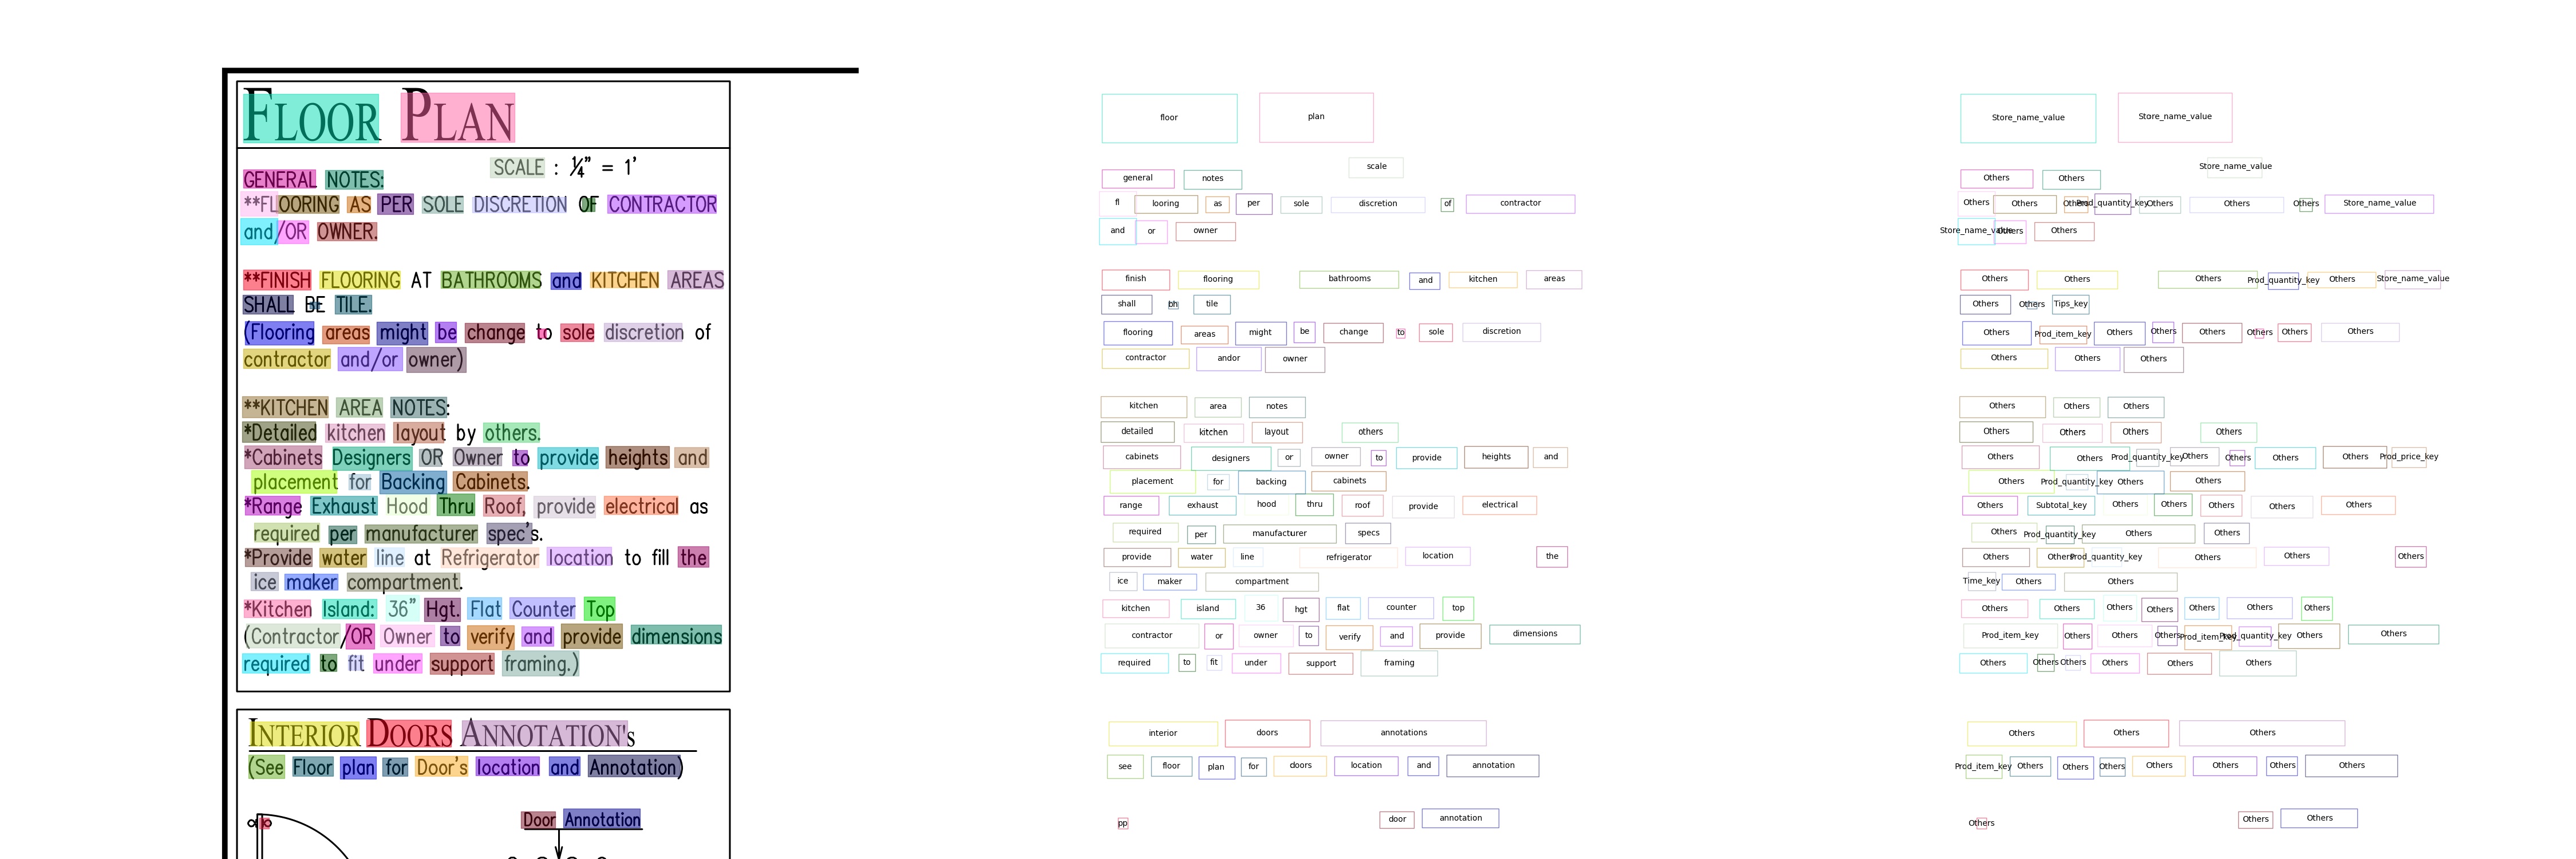 FLOOR PLAN
SCALE : ¼" = 1'
GENERAL NOTES:
**FLOORING AS PER SOLE DISCRETION OF CONTRACTOR
and/OR OWNER.
**FINISH FLOORING AT BATHROOMS and KITCHEN AREAS
SHALL BE TILE.
(Flooring areas might be change to sole discretion of
contractor and/or owner)
**KITCHEN AREA NOTES:
*Detailed kitchen layout by others.
*Cabinets Designers OR Owner to provide heights and
placement for Backing Cabinets.
*Range Exhaust Hood Thru Roof, provide electrical as
required per manufacturer spec's.
*Provide water line at Refrigerator location to fill the
ice maker compartment.
*Kitchen Island: 36" Hgt. Flat Counter Top
(Contractor/OR Owner to verify and provide dimensions
required to fit under support framing.)
INTERIOR DOORS ANNOTATION's
(See Floor plan for Door's location and Annotation)
Door Annotation
floor plan
scale
general notes
fl looring as per sole discretion of contractor
and or owner
finish flooring bathrooms and kitchen areas
shall bh tile
flooring areas might be change to sole discretion
contractor andor owner
kitchen area notes
detailed kitchen layout others
cabinets designers or owner to provide heights and
placement for backing cabinets
range exhaust hood thru roof provide electrical
required per manufacturer specs
provide water line refrigerator location the
ice maker compartment
kitchen island 36 hgt flat counter top
contractor or owner to verify and provide dimensions
required to fit under support framing
interior doors annotations
see floor plan for doors location and annotation
pp door annotation
Store_name_value Store_name_value
Store_name_value
Others Others
Others Others Others Prod_quantity_key Others Others Others Store_name_value
Store_name_value Others Others
Others Others Others Prod_quantity_key Others Store_name_value
Others Others Tips_key
Others Prod_item_key Others Others Others Others Others Others
Others Others Others
Others Others Others
Others Others Others Others
Others Others Prod_quantity_key Others Others Others Others Prod_price_key
Others Prod_quantity_key Others Others
Others Subtotal_key Others Others Others Others Others
Others Prod_quantity_key Others Others
Others Others Prod_quantity_key Others Others Others
Time_key Others Others
Others Others Others Others Others Others Others
Prod_item_key Others Others Others Prod_item_key Prod_quantity_key Others Others
Others Others Others Others Others Others
Others Others Others
Prod_item_key Others Others Others Others Others Others Others
Others Others Others